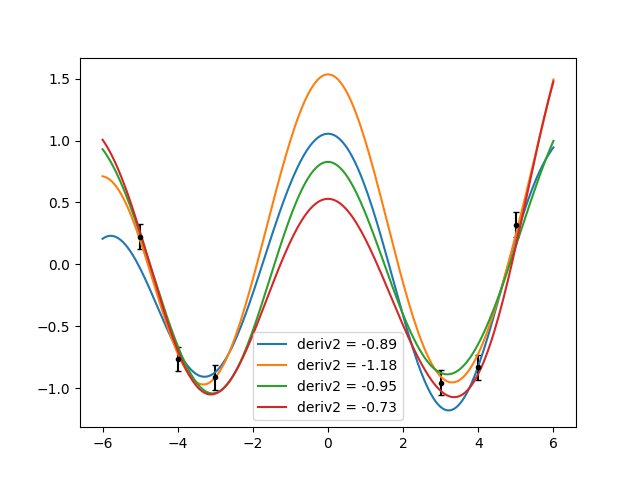 1.5
1.0
0.5
0.0
−0.5
−1.0
deriv2 = -0.89
deriv2 = -1.18
deriv2 = -0.95
deriv2 = -0.73
−6 −4 −2 0 2 4 6